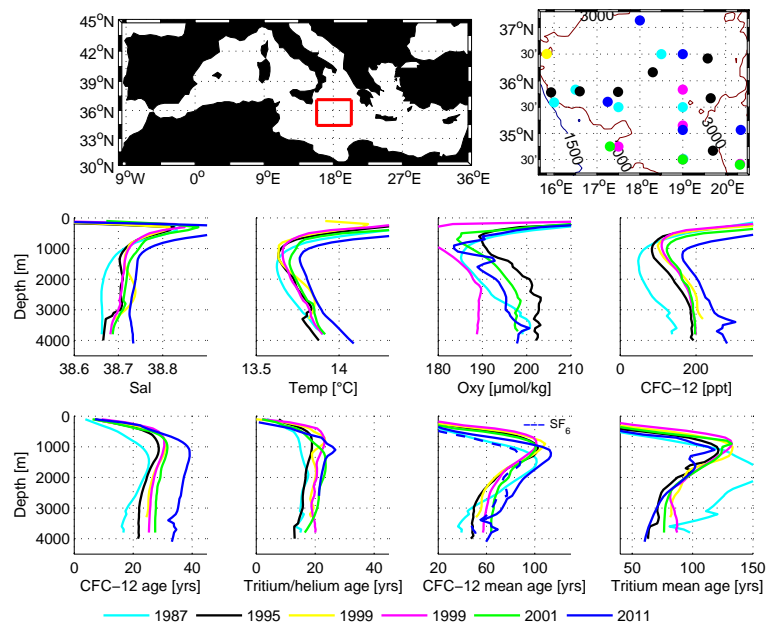 45°N
42°N
39°N
36°N
33°N
30°N
9°W 0° 9°E 18°E 27°E 36°E
3000
37°N
30'
36°N
30'
35°N
30'
1500
3000
16°E 17°E 18°E 19°E 20°E
Depth [m]
0
1000
2000
3000
4000
38.6 38.7 38.8
Sal
13.5 14
Temp [°C]
180 190 200 210
Oxy [µmol/kg]
0 200
CFC−12 [ppt]
Depth [m]
0
1000
2000
3000
4000
0 20 40
CFC−12 age [yrs]
0 20 40
Tritium/helium age [yrs]
SF6
20 60 100
CFC−12 mean age [yrs]
50 100 150
Tritium mean age [yrs]
1987 1995 1999 1999 2001 2011